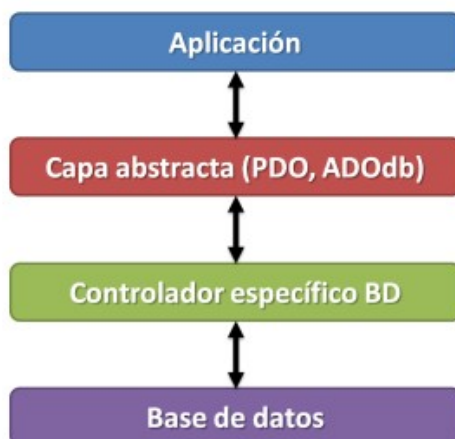 Aplicación
Capa abstracta (PDO, ADOdb)
Controlador específico BD
Base de datos